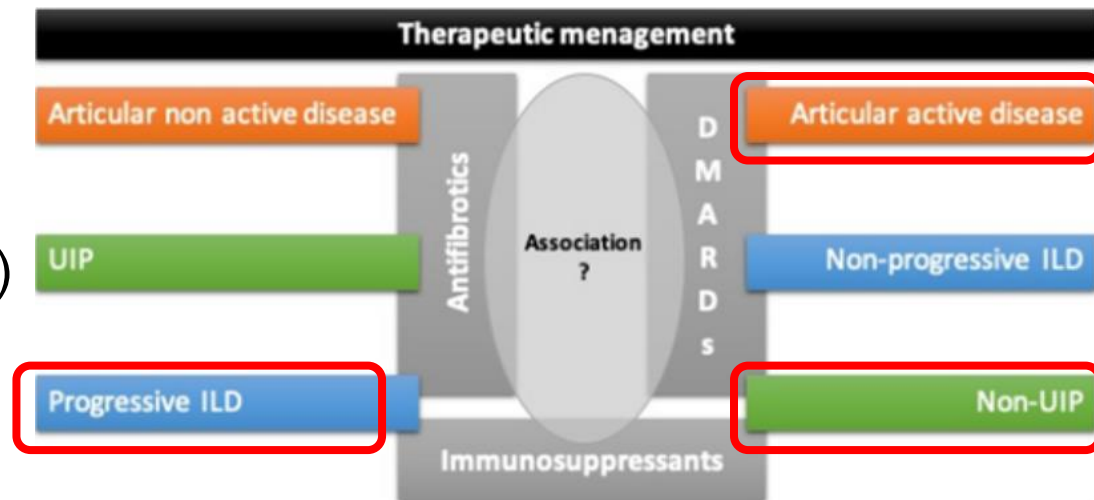 Therapeutic menagement
Articular non active disease
UIP
Progressive ILD
Antifibrotics
Association
?
DMARDs
Immunosuppressants
Articular active disease
Non-progressive ILD
Non-UIP
)